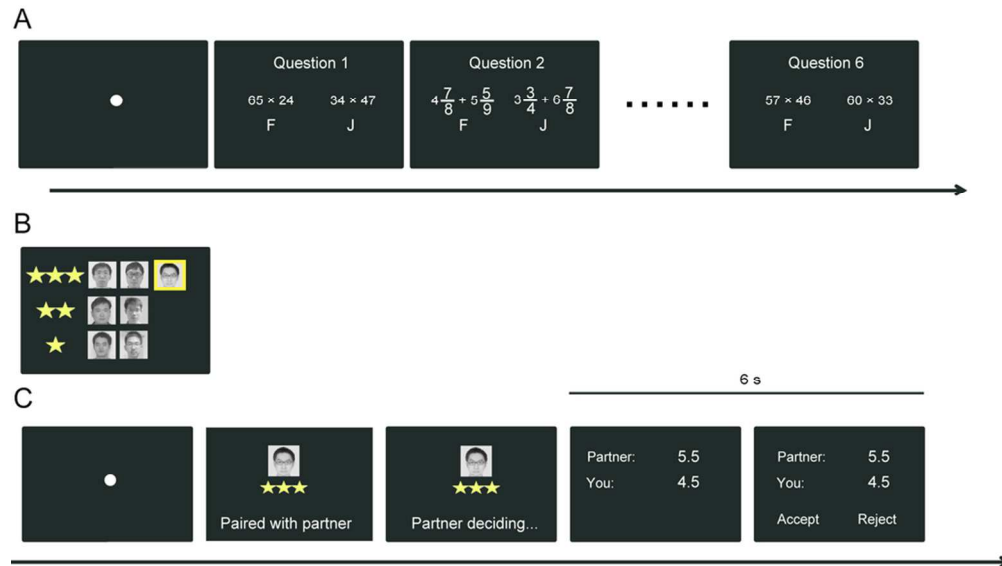 A
Question 1
65 × 24 34 × 47
F J
Question 2
4 7/8 + 5 5/9 3 3/4 + 6 7/8
F J
......
Question 6
57 × 46 60 × 33
F J
B
C
6 s
Paired with partner
Partner deciding...
Partner: 5.5
You: 4.5
Partner: 5.5
You: 4.5
Accept Reject